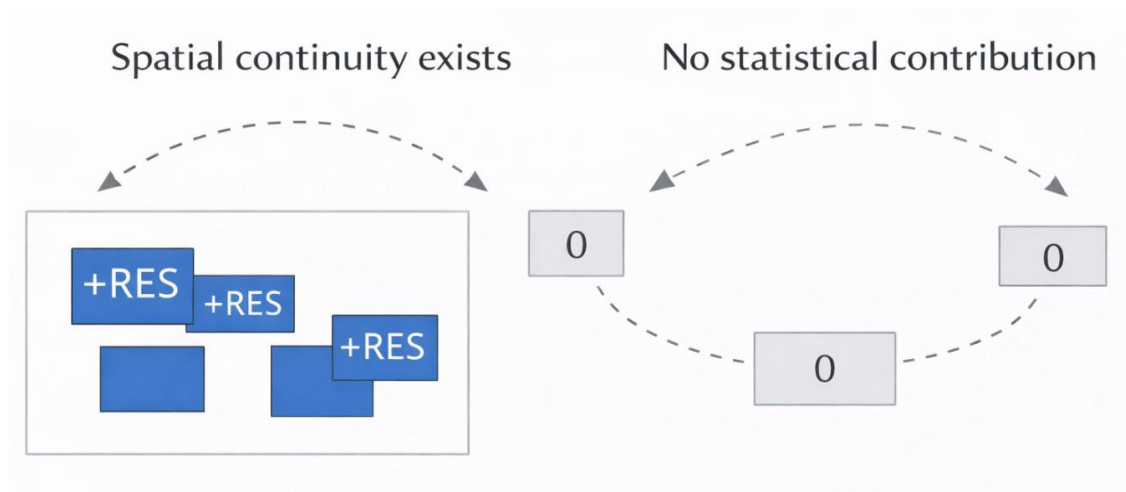 Spatial continuity exists
No statistical contribution
+RES
+RES
+RES
0
0
0